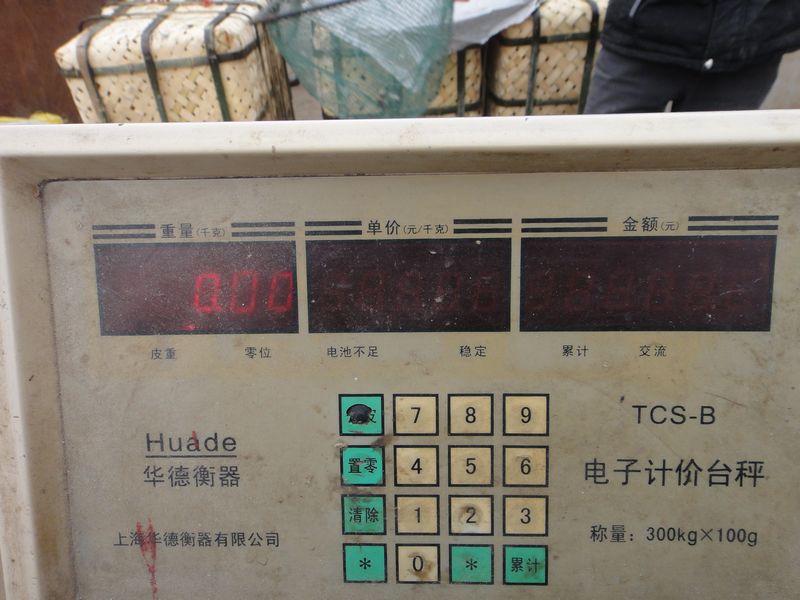 重量(千克) 单价(元/千克) 金额(元)
0.00
皮重 零位 电池不足 稳定 累计 交流
7 8 9
TCS-B
Huade
置零 4 5 6
华德衡器
电子计价台秤
清除 1 2 3
上海华德衡器有限公司
称量：300kg×100g
* 0 * 累计